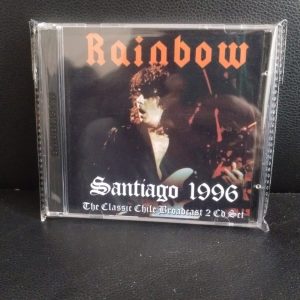 Rainbow
Santiago 1996
The Classic Chile Broadcast 2 Cd Set